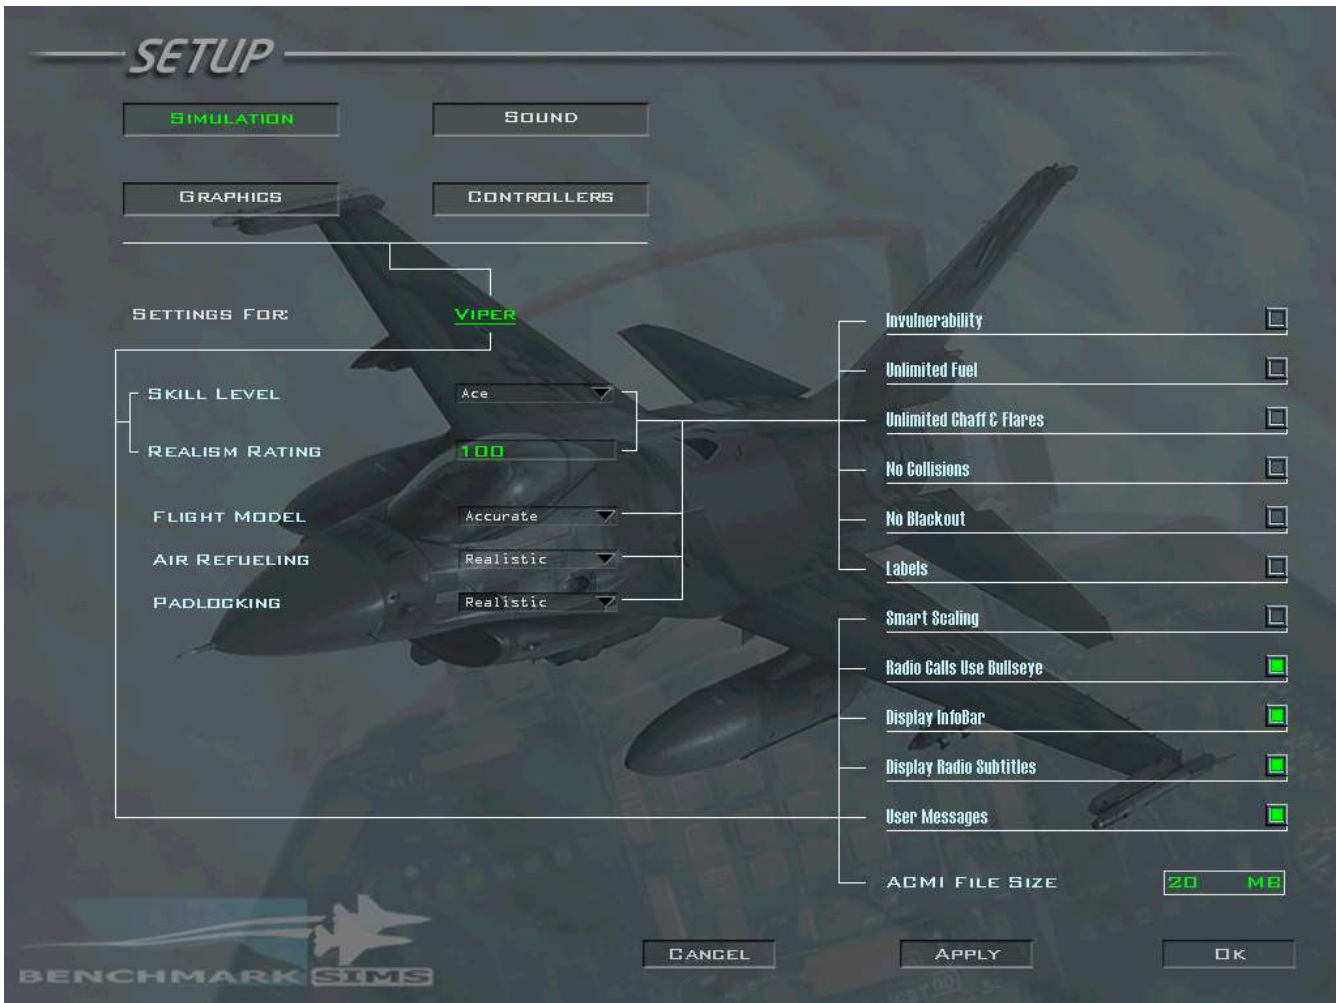 SETUP
SIMULATION
SOUND
GRAPHICS
CONTROLLERS
SETTINGS FOR:
VIPER
SKILL LEVEL
Ace
REALISM RATING
100
FLIGHT MODEL
Accurate
AIR REFUELING
Realistic
PADLOCKING
Realistic
Invulnerability
Unlimited Fuel
Unlimited Chaff & Flares
No Collisions
No Blackout
Labels
Smart Scaling
Radio Calls Use Bullseye
Display InfoBar
Display Radio Subtitles
User Messages
ACMI FILE SIZE
20 MB
BENCHMARK SIMS
CANCEL
APPLY
OK